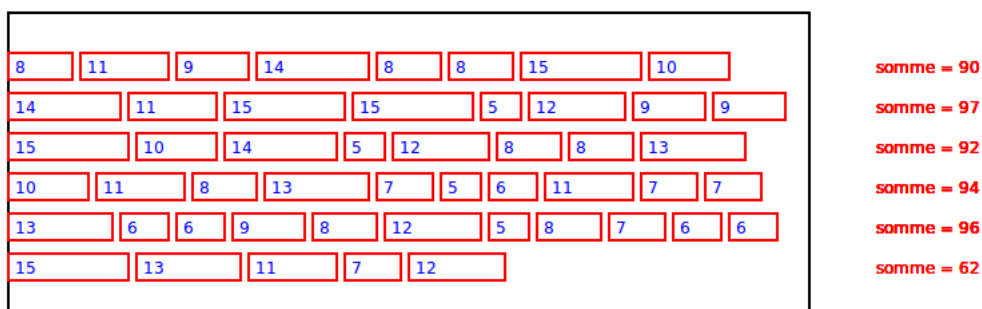 8 11 9 14 8 8 15 10 somme = 90
14 11 15 15 5 12 9 9 somme = 97
15 10 14 5 12 8 8 13 somme = 92
10 11 8 13 7 5 6 11 7 7 somme = 94
13 6 6 9 8 12 5 8 7 6 6 somme = 96
15 13 11 7 12 somme = 62